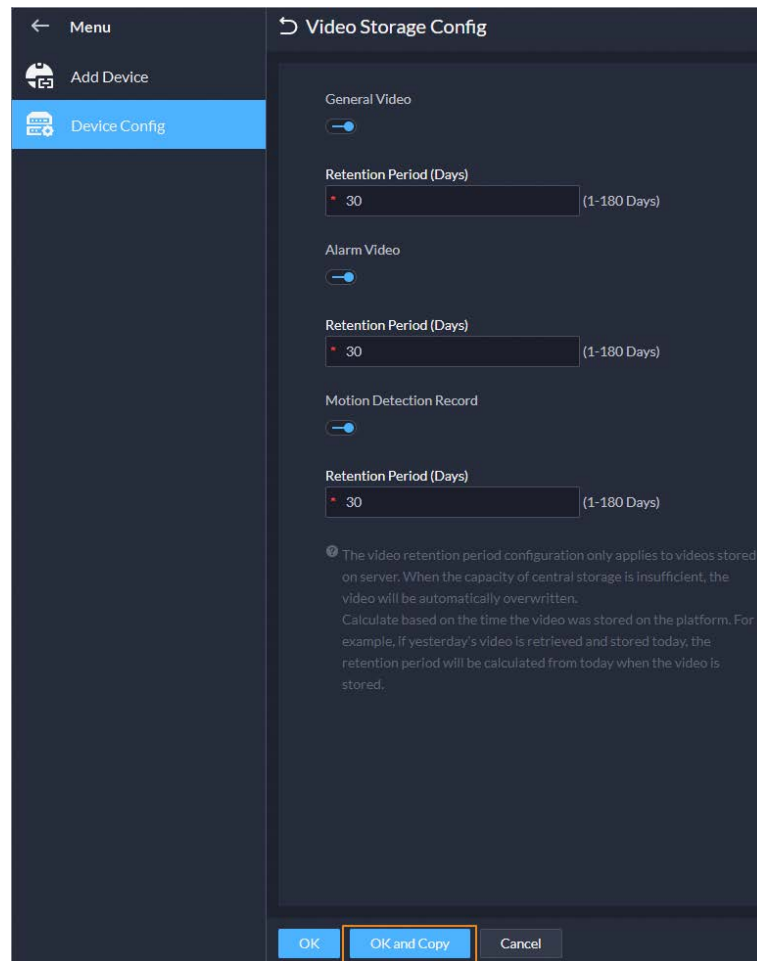 Menu
Video Storage Config
Add Device
Device Config
General Video
Retention Period (Days)
* 30 (1-180 Days)
Alarm Video
Retention Period (Days)
* 30 (1-180 Days)
Motion Detection Record
Retention Period (Days)
* 30 (1-180 Days)
The video retention period configuration only applies to videos stored
on server. When the capacity of central storage is insufficient, the
video will be automatically overwritten.
Calculate based on the time the video was stored on the platform. For
example, if yesterday's video is retrieved and stored today, the
retention period will be calculated from today when the video is
stored.
OK OK and Copy Cancel